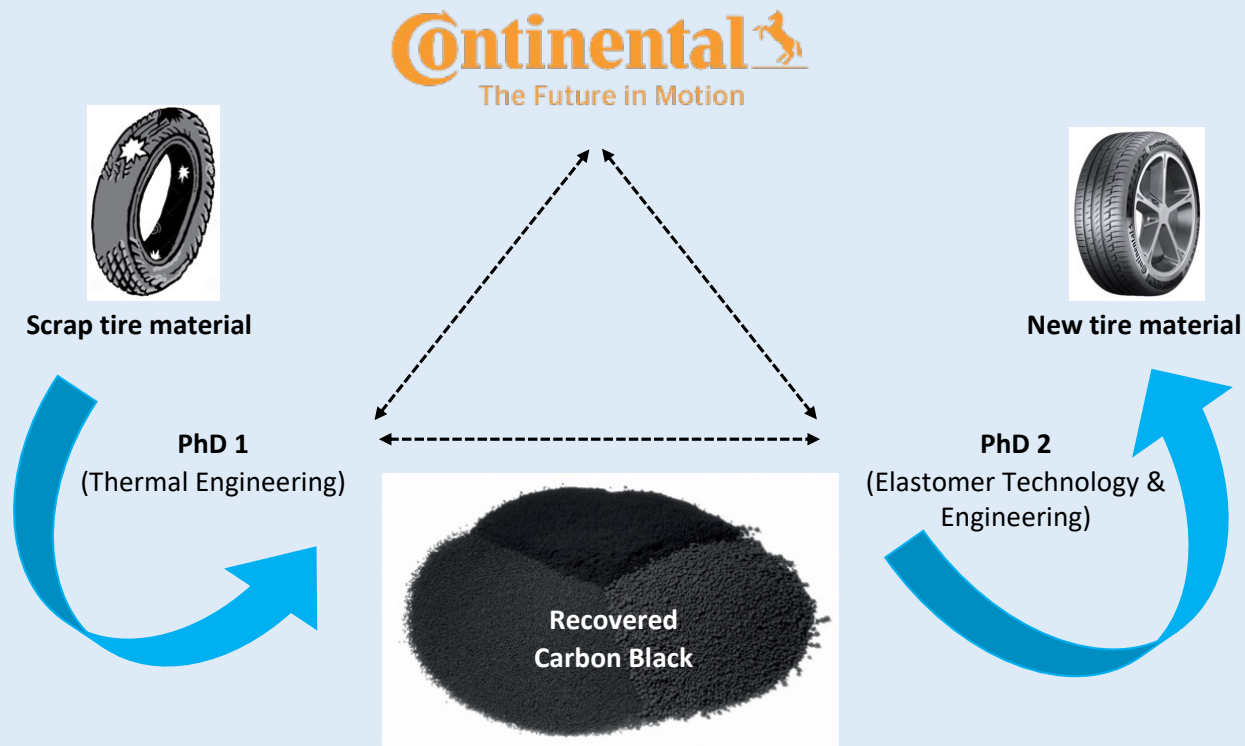 Continental
The Future in Motion
Scrap tire material
New tire material
PhD 1
(Thermal Engineering)
PhD 2
(Elastomer Technology &
Engineering)
Recovered
Carbon Black